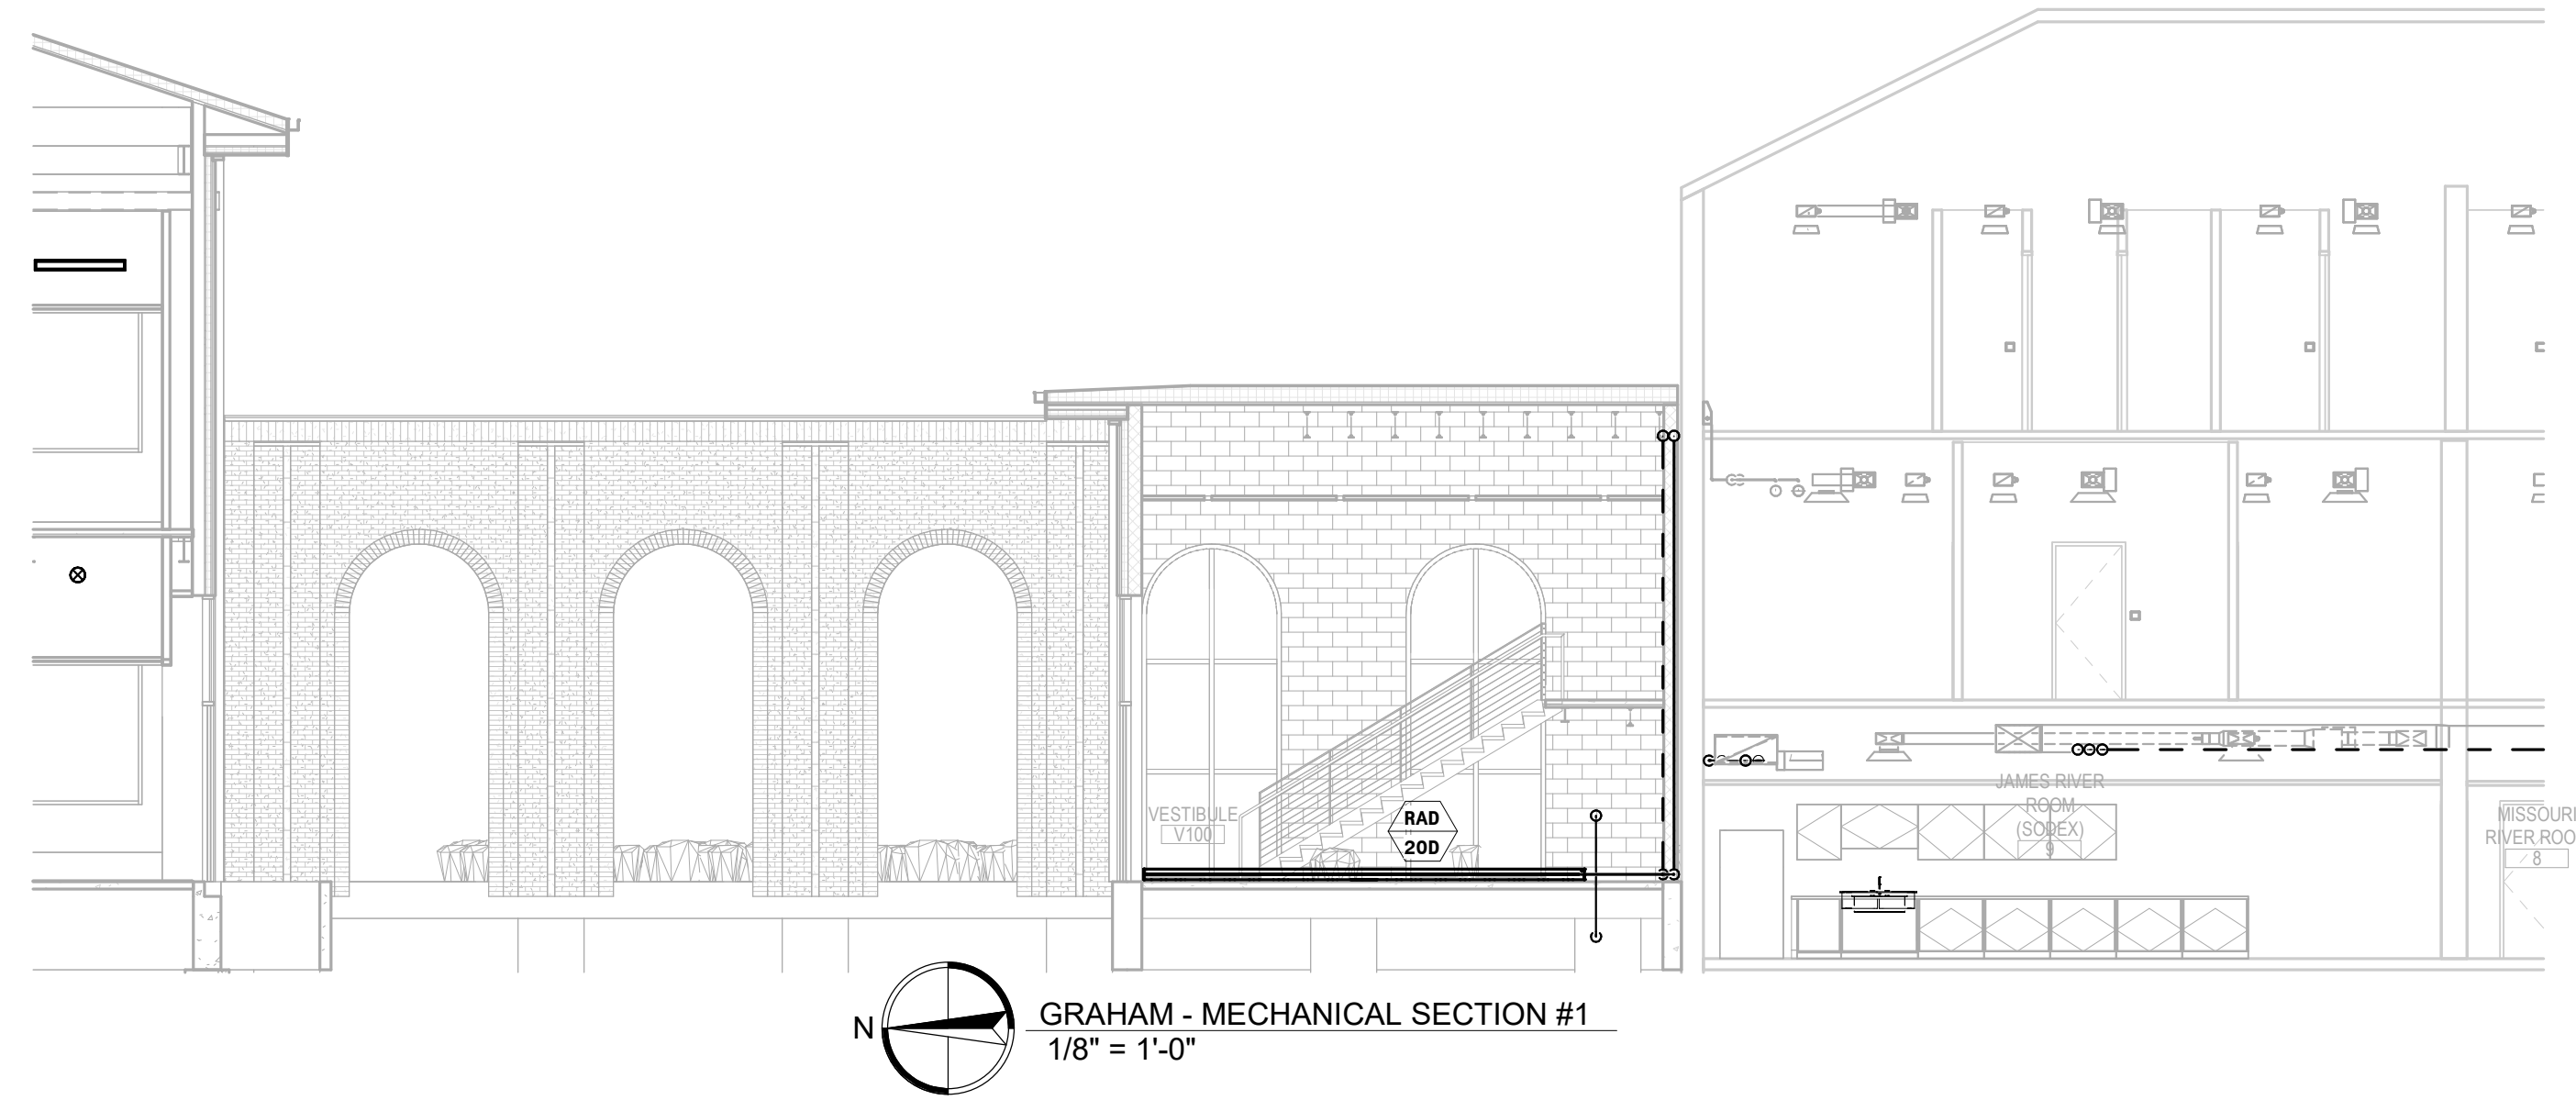 VESTIBULE
V100
RAD
20D
JAMES RIVER
ROOM
(SODEX)
9
MISSOURI
RIVER ROO
8
N
GRAHAM - MECHANICAL SECTION #1
1/8" = 1'-0"